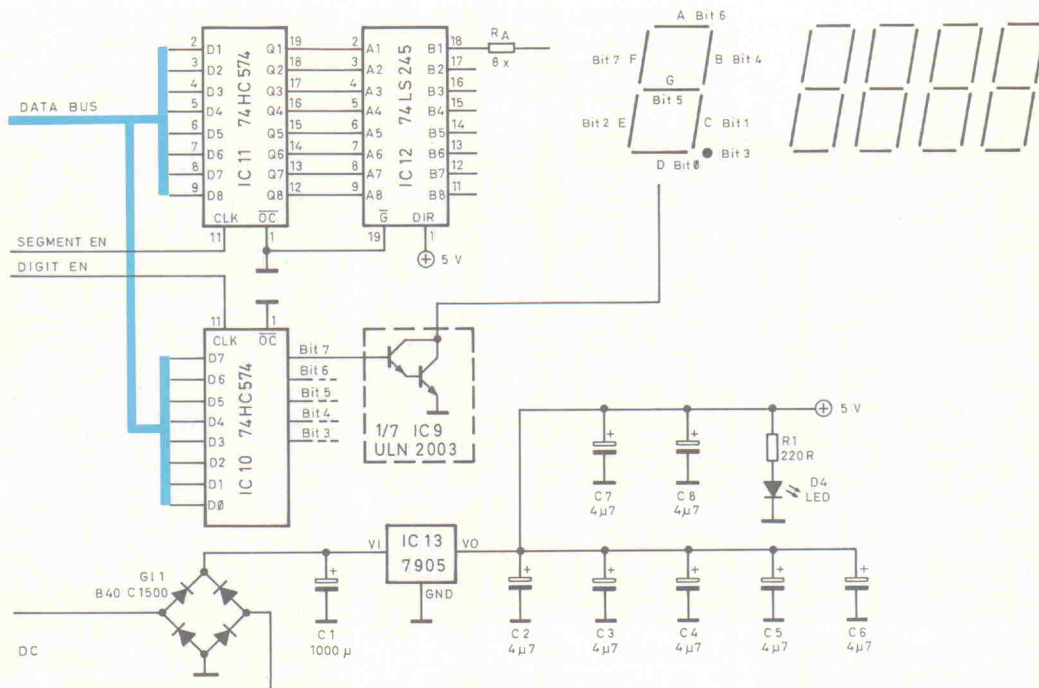 DATA BUS
SEGMENT EN
DIGIT EN
2 D1 Q1 19
3 D2 Q2 18
4 D3 Q3 17
5 D4 Q4 16
6 D5 Q5 15
7 D6 Q6 14
8 D7 Q7 13
9 D8 Q8 12
CLK OC
11 1
IC 11 74HC574
2 A1 B1 18
3 A2 B2 17
4 A3 B3 16
5 A4 B4 15
6 A5 B5 14
7 A6 B6 13
8 A7 B7 12
9 A8 B8 11
G DIR
19 1
IC 12 74LS245
5 V
RA
8 x
A Bit 6
Bit 7 F
B Bit 4
G
Bit 5
Bit 2 E
C Bit 1
D Bit 0
Bit 3
11 1
CLK OC
D7
D6
D5
D4
D3
D2
D1
D0
IC 10 74HC574
Bit 7
Bit 6
Bit 5
Bit 4
Bit 3
1/7 IC9
ULN 2003
5 V
R1
220R
D4
LED
C7
4µ7
C8
4µ7
VI IC 13 VO
7905
GND
Gl 1
B40 C1500
DC
C1
1000 µ
C2
4µ7
C3
4µ7
C4
4µ7
C5
4µ7
C6
4µ7